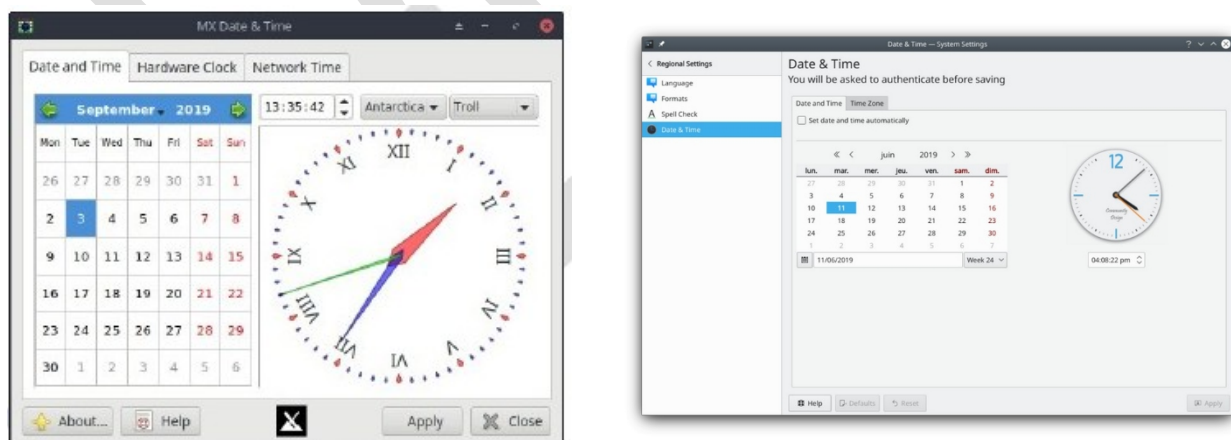 MX Date & Time
Date and Time Hardware Clock Network Time
September 2019 13:35:42 Antarctica Troll
Mon Tue Wed Thu Fri Sat Sun
26 27 28 29 30 31 1
2 3 4 5 6 7 8
9 10 11 12 13 14 15
16 17 18 19 20 21 22
23 24 25 26 27 28 29
30 1 2 3 4 5 6
XII
I
II
III
IV
V
VI
VII
VIII
IX
X
XI
About... Help Apply Close
Date & Time — System Settings
Regional Settings
Language
Formats
Spell Check
Date & Time
Date & Time
You will be asked to authenticate before saving
Date and Time Time Zone
Set date and time automatically
juin 2019
lun. mar. mer. jeu. ven. sam. dim.
27 28 29 30 31 1 2
3 4 5 6 7 8 9
10 11 12 13 14 15 16
17 18 19 20 21 22 23
24 25 26 27 28 29 30
1 2 3 4 5 6 7
11/06/2019 Week 24
12
04:08:22 pm
Help Defaults Reset Apply